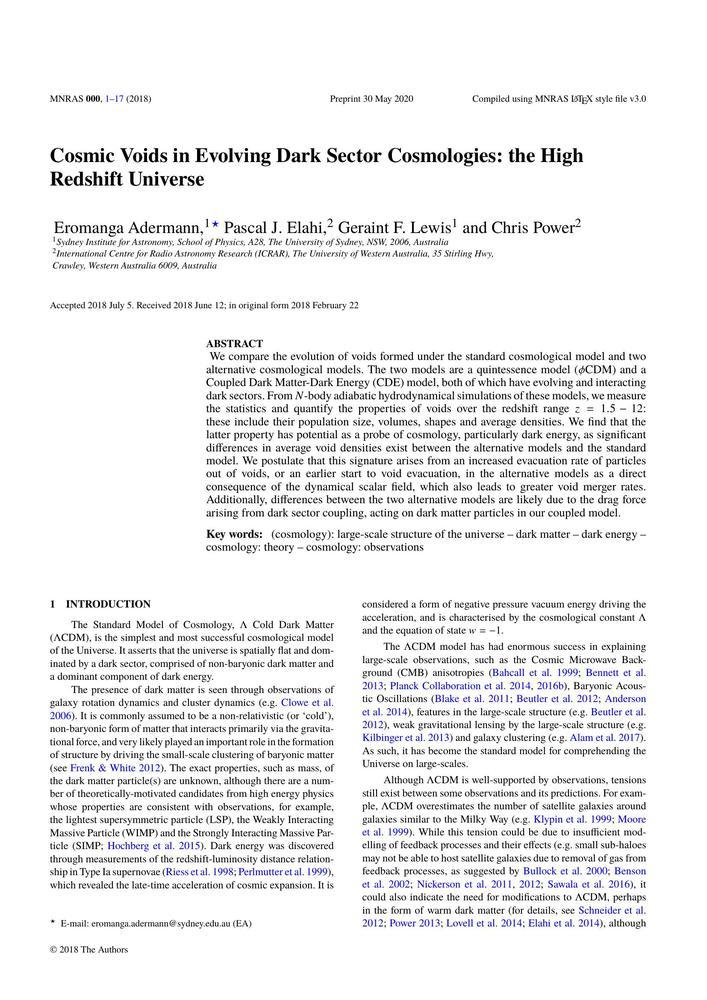 MNRAS 000, 1–17 (2018)
Preprint 30 May 2020
Compiled using MNRAS LATEX style file v3.0
Cosmic Voids in Evolving Dark Sector Cosmologies: the High
Redshift Universe
Eromanga Adermann,1⋆ Pascal J. Elahi,2 Geraint F. Lewis1 and Chris Power2
1Sydney Institute for Astronomy, School of Physics, A28, The University of Sydney, NSW, 2006, Australia
2International Centre for Radio Astronomy Research (ICRAR), The University of Western Australia, 35 Stirling Hwy,
Crawley, Western Australia 6009, Australia
Accepted 2018 July 5. Received 2018 June 12; in original form 2018 February 22
ABSTRACT
We compare the evolution of voids formed under the standard cosmological model and two
alternative cosmological models. The two models are a quintessence model (ϕCDM) and a
Coupled Dark Matter-Dark Energy (CDE) model, both of which have evolving and interacting
dark sectors. From N-body adiabatic hydrodynamical simulations of these models, we measure
the statistics and quantify the properties of voids over the redshift range z = 1.5 − 12:
these include their population size, volumes, shapes and average densities. We find that the
latter property has potential as a probe of cosmology, particularly dark energy, as significant
differences in average void densities exist between the alternative models and the standard
model. We postulate that this signature arises from an increased evacuation rate of particles
out of voids, or an earlier start to void evacuation, in the alternative models as a direct
consequence of the dynamical scalar field, which also leads to greater void merger rates.
Additionally, differences between the two alternative models are likely due to the drag force
arising from dark sector coupling, acting on dark matter particles in our coupled model.
Key words: (cosmology): large-scale structure of the universe – dark matter – dark energy –
cosmology: theory – cosmology: observations
1 INTRODUCTION
The Standard Model of Cosmology, Λ Cold Dark Matter
(ΛCDM), is the simplest and most successful cosmological model
of the Universe. It asserts that the universe is spatially flat and dom-
inated by a dark sector, comprised of non-baryonic dark matter and
a dominant component of dark energy.
The presence of dark matter is seen through observations of
galaxy rotation dynamics and cluster dynamics (e.g. Clowe et al.
2006). It is commonly assumed to be a non-relativistic (or ‘cold’),
non-baryonic form of matter that interacts primarily via the gravita-
tional force, and very likely played an important role in the formation
of structure by driving the small-scale clustering of baryonic matter
(see Frenk & White 2012). The exact properties, such as mass, of
the dark matter particle(s) are unknown, although there are a num-
ber of theoretically-motivated candidates from high energy physics
whose properties are consistent with observations, for example,
the lightest supersymmetric particle (LSP), the Weakly Interacting
Massive Particle (WIMP) and the Strongly Interacting Massive Par-
ticle (SIMP; Hochberg et al. 2015). Dark energy was discovered
through measurements of the redshift-luminosity distance relation-
ship in Type Ia supernovae (Riess et al. 1998; Perlmutter et al. 1999),
which revealed the late-time acceleration of cosmic expansion. It is
⋆ E-mail: eromanga.adermann@sydney.edu.au (EA)
© 2018 The Authors
considered a form of negative pressure vacuum energy driving the
acceleration, and is characterised by the cosmological constant Λ
and the equation of state w = −1.
The ΛCDM model has had enormous success in explaining
large-scale observations, such as the Cosmic Microwave Back-
ground (CMB) anisotropies (Bahcall et al. 1999; Bennett et al.
2013; Planck Collaboration et al. 2014, 2016b), Baryonic Acous-
tic Oscillations (Blake et al. 2011; Beutler et al. 2012; Anderson
et al. 2014), features in the large-scale structure (e.g. Beutler et al.
2012), weak gravitational lensing by the large-scale structure (e.g.
Kilbinger et al. 2013) and galaxy clustering (e.g. Alam et al. 2017).
As such, it has become the standard model for comprehending the
Universe on large-scales.
Although ΛCDM is well-supported by observations, tensions
still exist between some observations and its predictions. For exam-
ple, ΛCDM overestimates the number of satellite galaxies around
galaxies similar to the Milky Way (e.g. Klypin et al. 1999; Moore
et al. 1999). While this tension could be due to insufficient mod-
elling of feedback processes and their effects (e.g. small sub-haloes
may not be able to host satellite galaxies due to removal of gas from
feedback processes, as suggested by Bullock et al. 2000; Benson
et al. 2002; Nickerson et al. 2011, 2012; Sawala et al. 2016), it
could also indicate the need for modifications to ΛCDM, perhaps
in the form of warm dark matter (for details, see Schneider et al.
2012; Power 2013; Lovell et al. 2014; Elahi et al. 2014), although